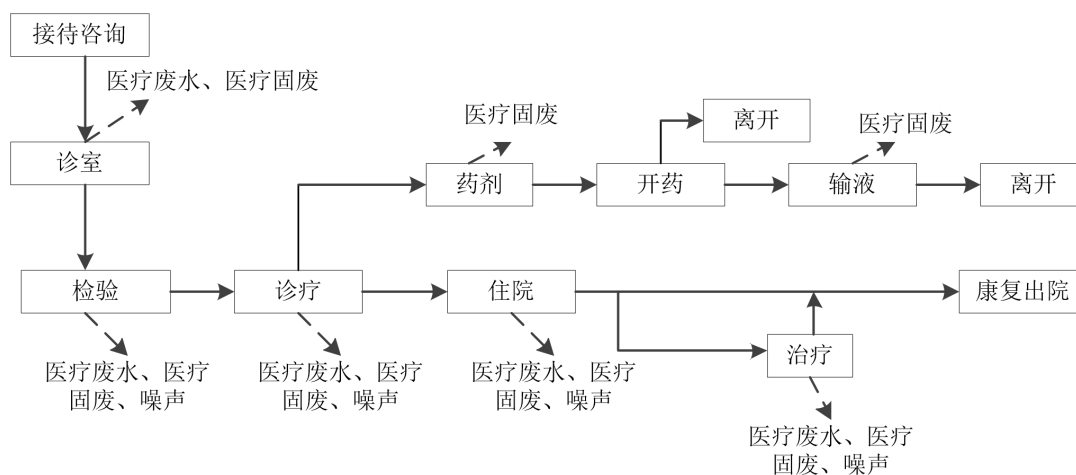 接待咨询
医疗废水、医疗固废
诊室
医疗固废
离开
医疗固废
药剂
开药
输液
离开
检验
诊疗
住院
康复出院
治疗
医疗废水、医疗
固废、噪声
医疗废水、医疗
固废、噪声
医疗废水、医疗
固废、噪声
医疗废水、医疗
固废、噪声